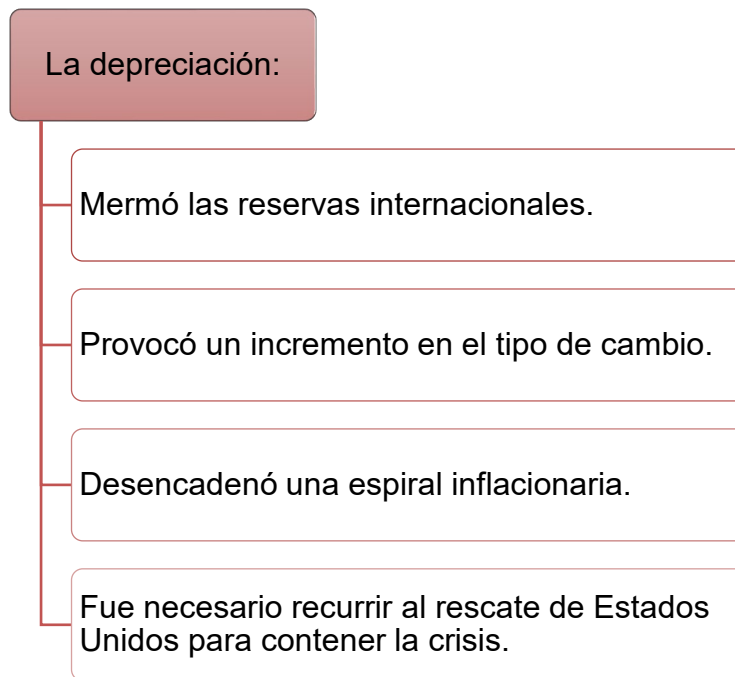 La depreciación:
Mermó las reservas internacionales.
Provocó un incremento en el tipo de cambio.
Desencadenó una espiral inflacionaria.
Fue necesario recurrir al rescate de Estados
Unidos para contener la crisis.